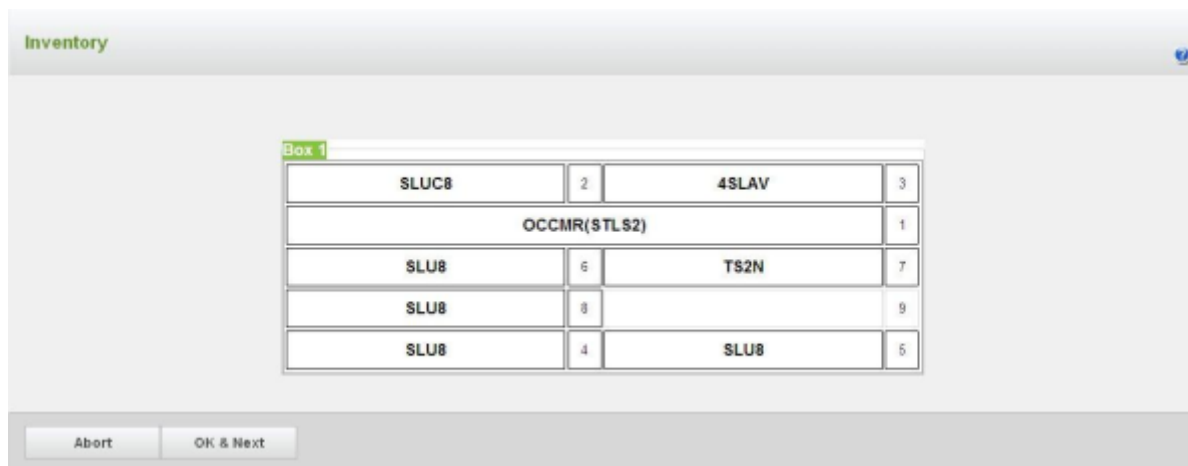 Inventory
Box 1
SLUC8 2 4SLAV 3
OCCMR(STLS2) 1
SLU8 6 TS2N 7
SLU8 8 9
SLU8 4 SLU8 5
Abort OK & Next